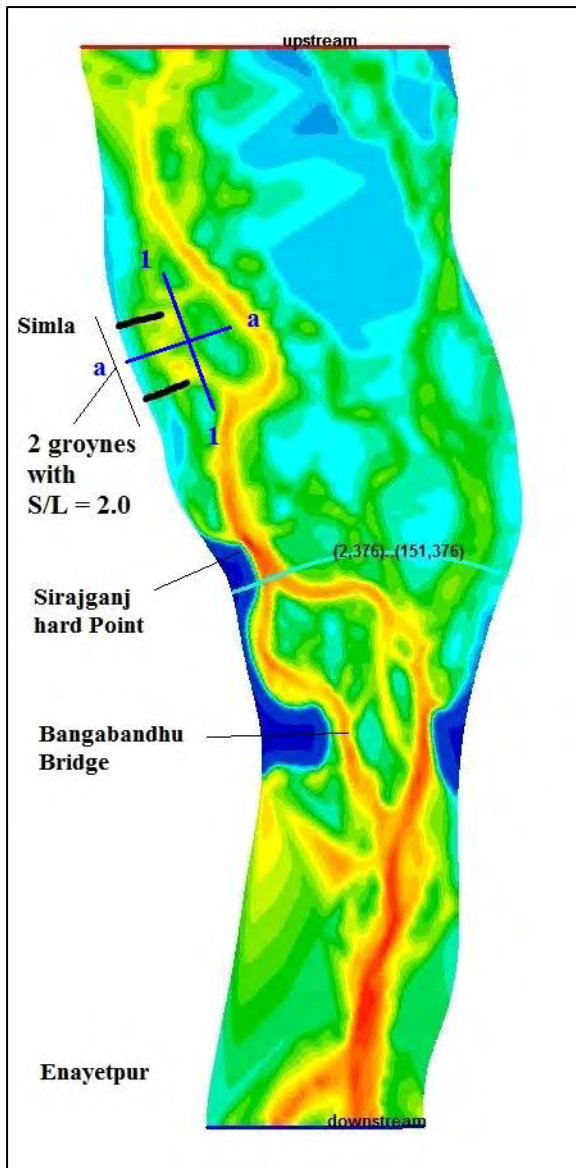 upstream
1
Simla
a
a
1
2 groynes
with
S/L = 2.0
(2,376)..(151,376)
Sirajganj
hard Point
Bangabandhu
Bridge
Enayetpur
downstream